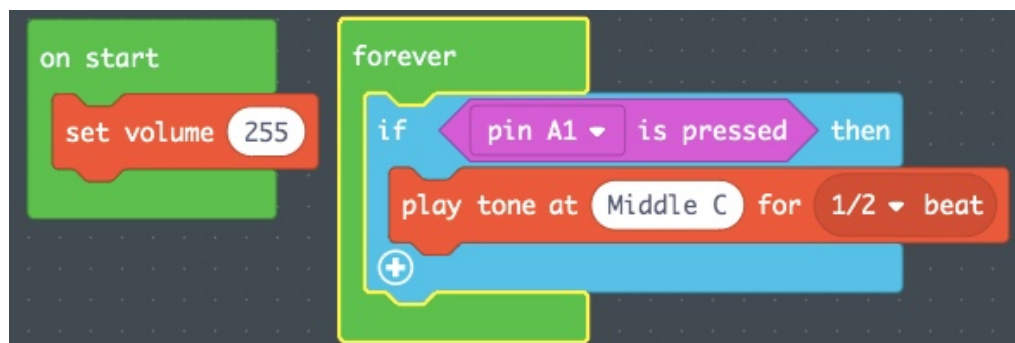 on start
set volume 255
forever
if pin A1 is pressed then
play tone at Middle C for 1/2 beat